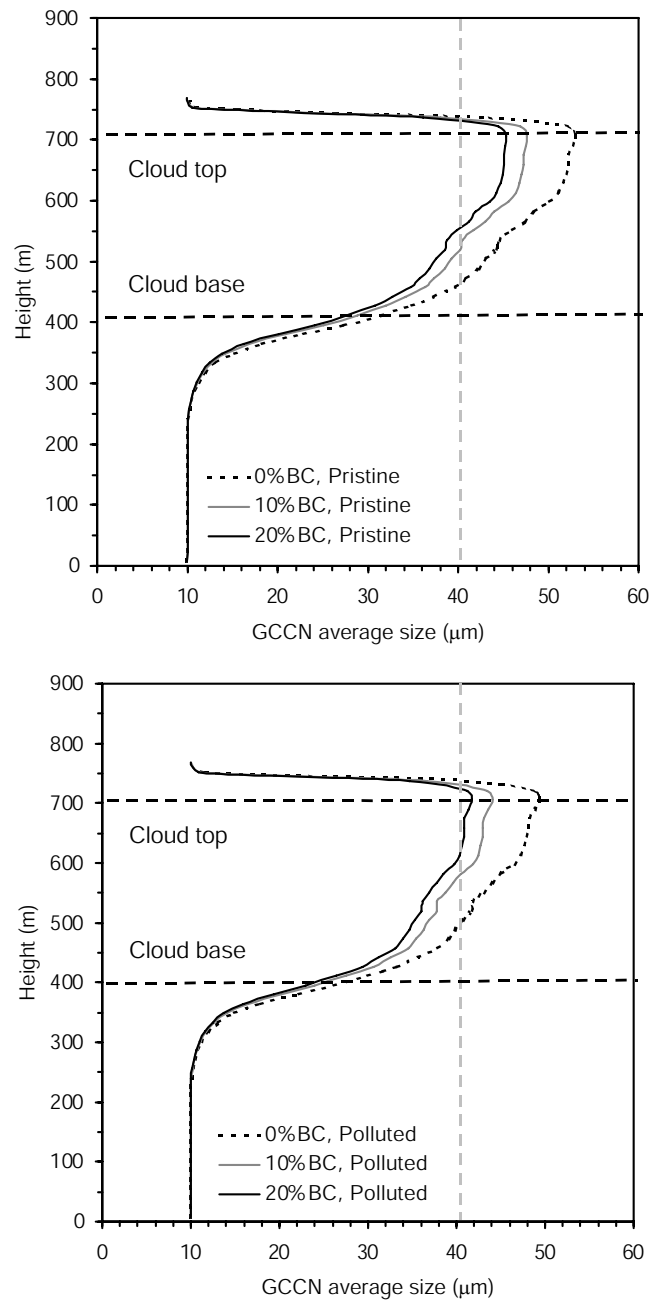 900
800
700
600
500
400
300
200
100
0
Height (m)
Cloud top
Cloud base
0%BC, Pristine
10%BC, Pristine
20%BC, Pristine
0 10 20 30 40 50 60
GCCN average size (μm)
900
800
700
600
500
400
300
200
100
0
Height (m)
Cloud top
Cloud base
0%BC, Polluted
10%BC, Polluted
20%BC, Polluted
0 10 20 30 40 50 60
GCCN average size (μm)